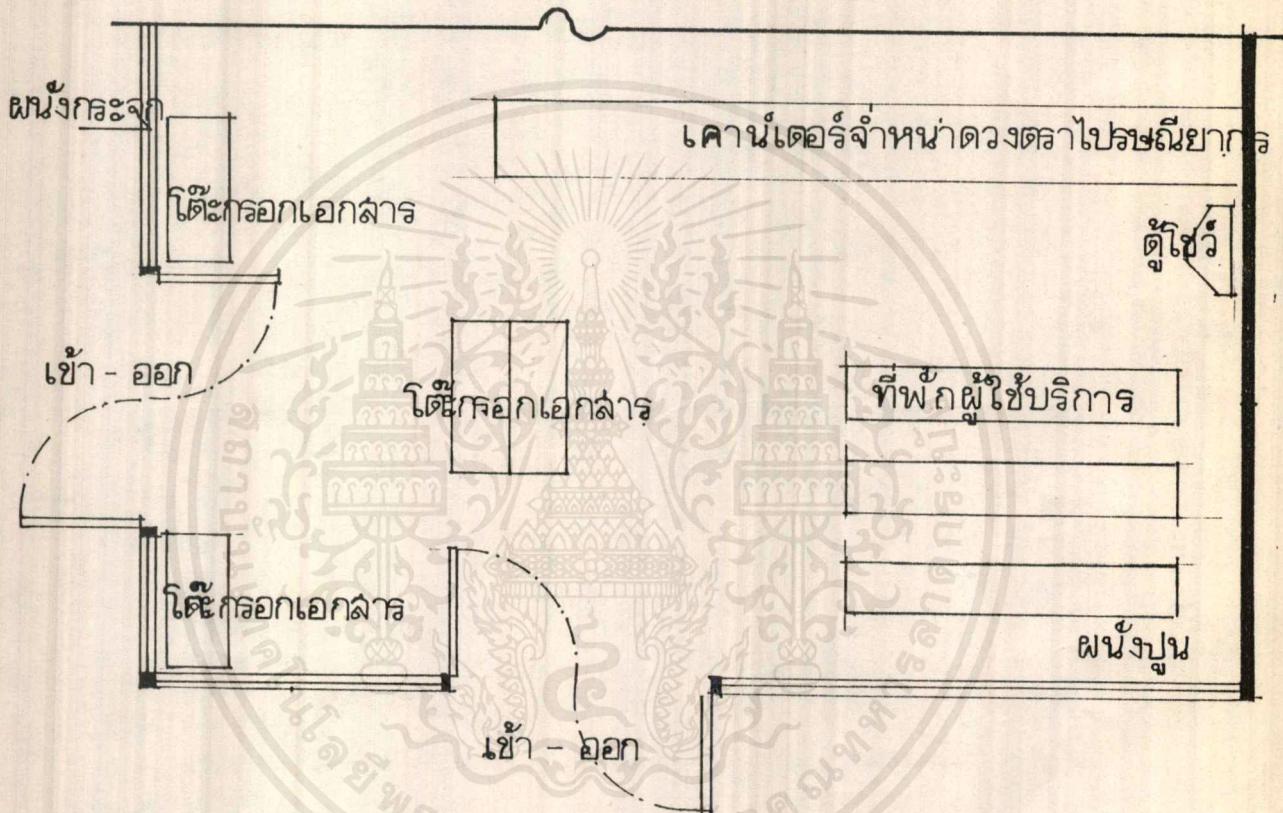 ผนังกระจก
เคาน์เตอร์จำหน่าดวงตราไปรษณียากร
โต๊ะกรอกเอกสาร
ตู้โชว์
เข้า - ออก
โต๊ะกรอกเอกสาร
ที่พักผู้ใช้บริการ
โต๊ะกรอกเอกสาร
ผนังปูน
เข้า - ออก